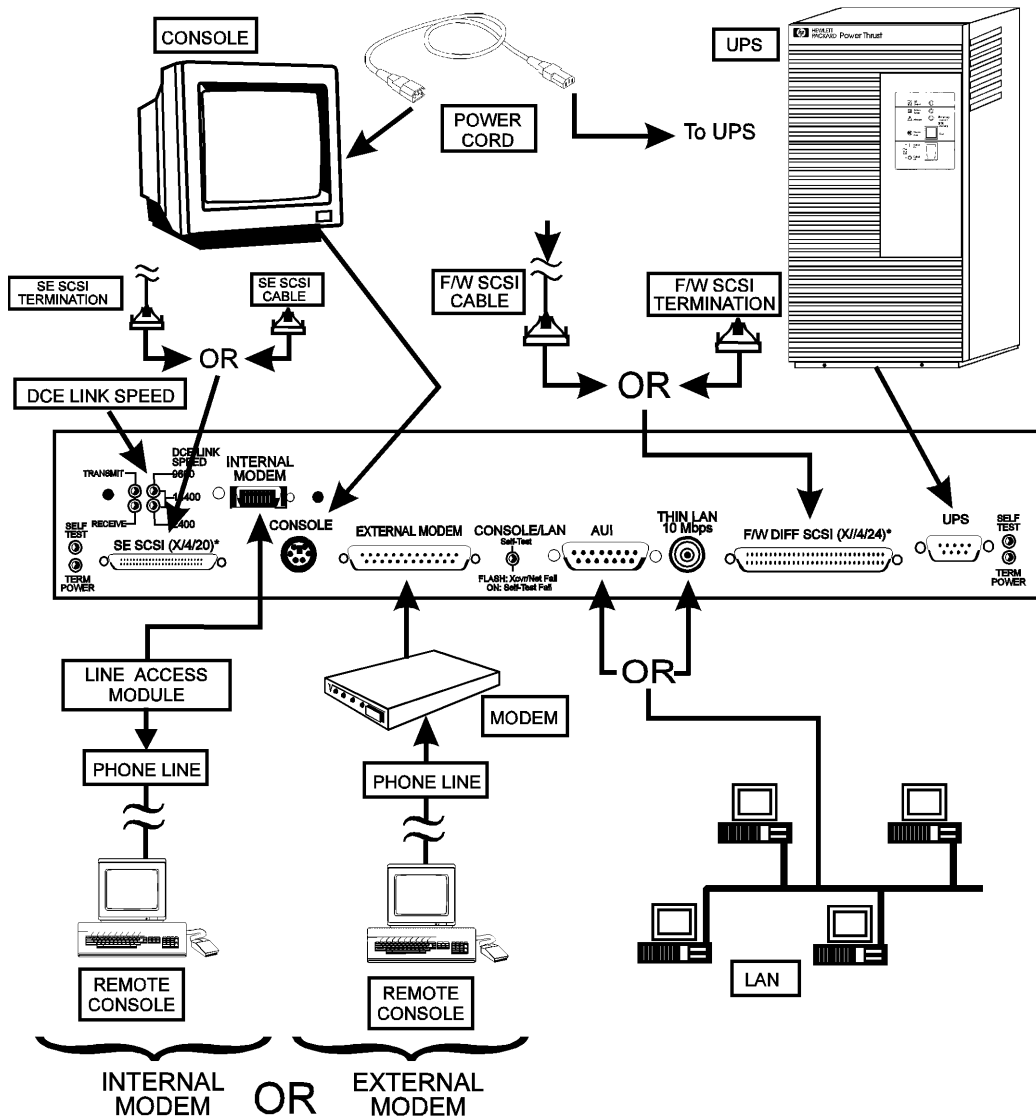 CONSOLE
POWER
CORD
To UPS
UPS
HEWLETT
PACKARD Power Thrust
SE SCSI
TERMINATION
SE SCSI
CABLE
F/W SCSI
CABLE
F/W SCSI
TERMINATION
OR
OR
DCE LINK SPEED
DCE LINK
SPEED
TRANSMIT
9600
RECEIVE
2400
SELF
TEST
TERM
POWER
SE SCSI (X/4/20)*
INTERNAL
MODEM
CONSOLE
EXTERNAL MODEM
CONSOLE/LAN
Self-Test
FLASH: Xcvr/Net Fail
ON: Self-Test Fail
AUI
THIN LAN
10 Mbps
F/W DIFF SCSI (X//4/24)*
UPS
SELF
TEST
TERM
POWER
LINE ACCESS
MODULE
PHONE LINE
REMOTE
CONSOLE
MODEM
PHONE LINE
REMOTE
CONSOLE
OR
LAN
INTERNAL
MODEM
OR
EXTERNAL
MODEM